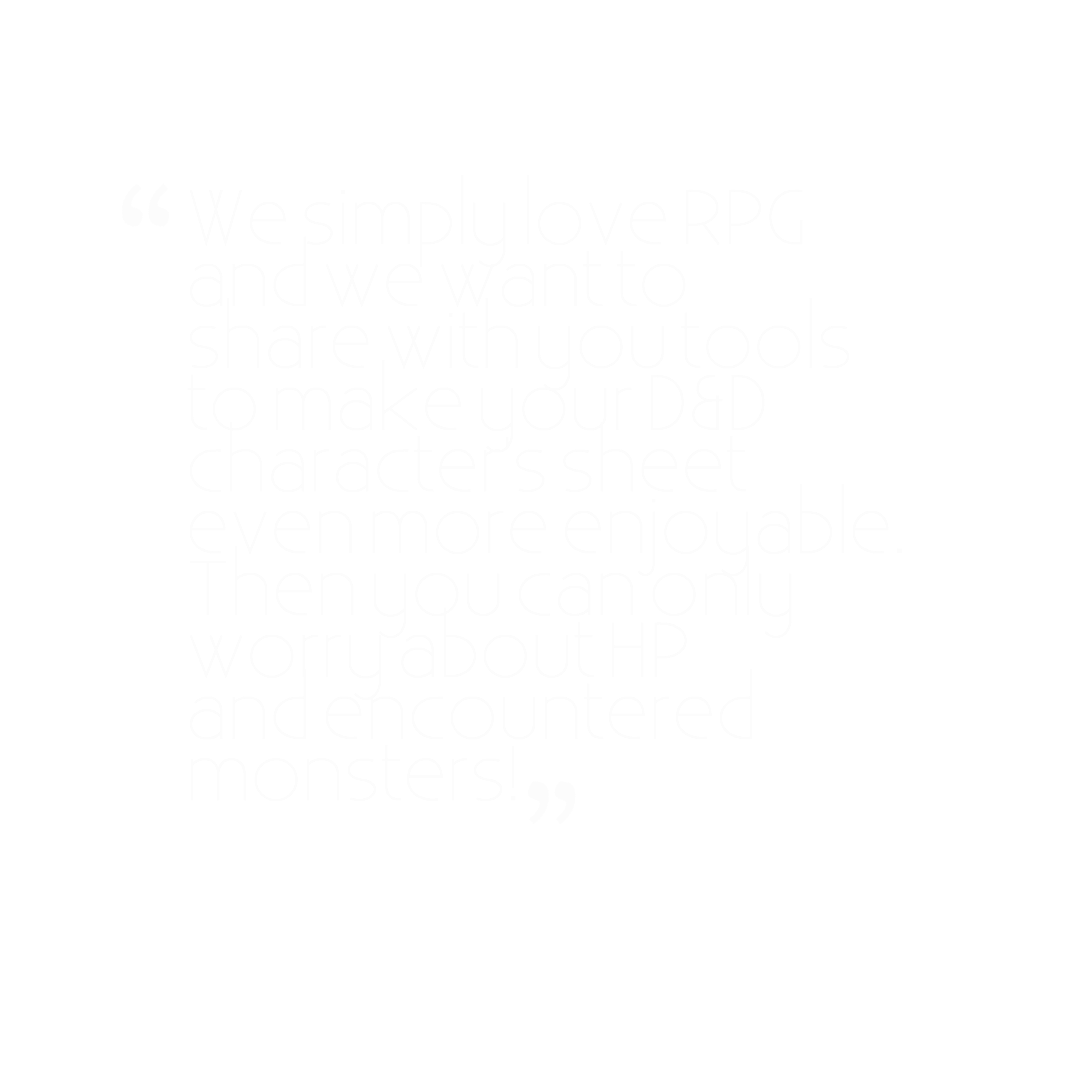 “We simply love RPG
and we want to
share with you tools
to make your D&D
character's sheet
even more enjoyable.
Then you can only
worry about HP
and encountered
monsters!”